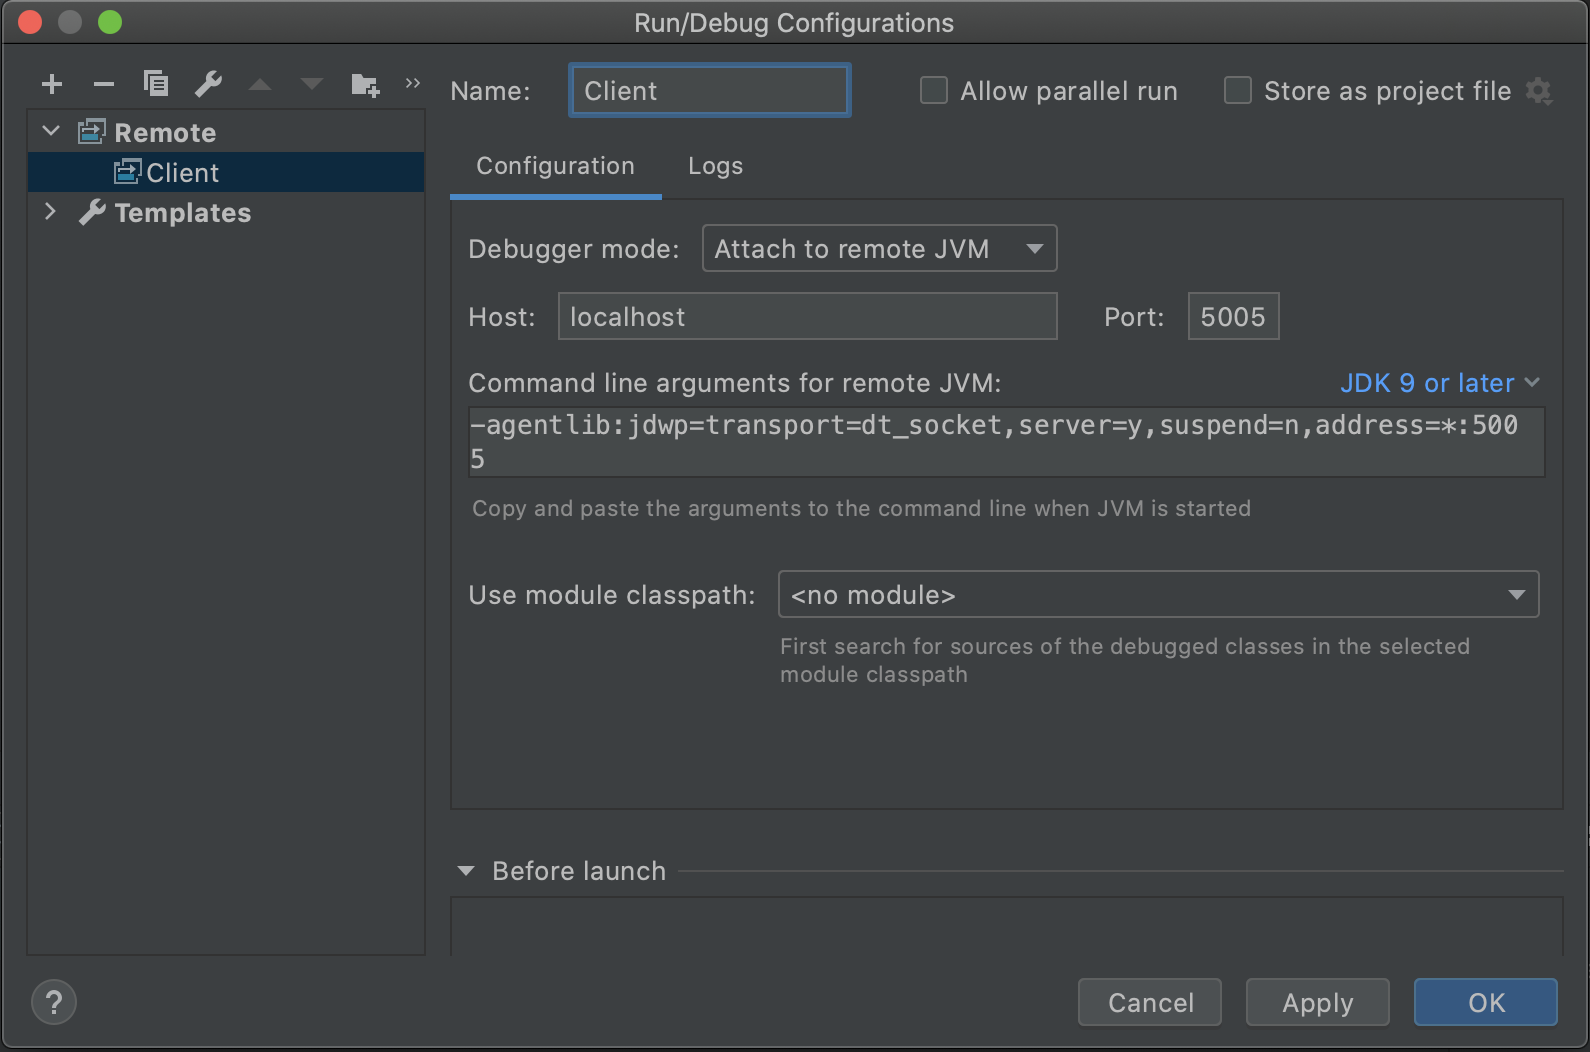 Run/Debug Configurations
Name: Client Allow parallel run Store as project file
Remote
Client
Templates
Configuration Logs
Debugger mode: Attach to remote JVM
Host: localhost Port: 5005
Command line arguments for remote JVM: JDK 9 or later
-agentlib:jdwp=transport=dt_socket,server=y,suspend=n,address=*:500
5
Copy and paste the arguments to the command line when JVM is started
Use module classpath: <no module>
First search for sources of the debugged classes in the selected
module classpath
Before launch
? Cancel Apply OK